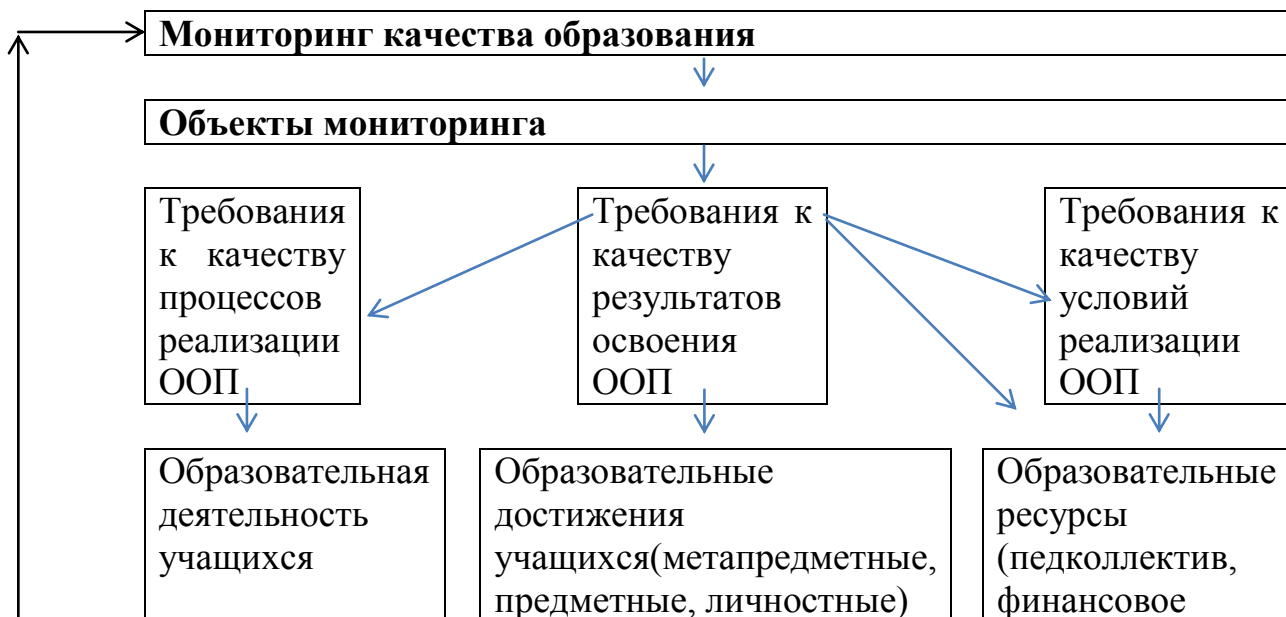 Мониторинг качества образования
Объекты мониторинга
Требования
к качеству
процессов
реализации
ООП
Требования к
качеству
результатов
освоения
ООП
Требования к
качеству
условий
реализации
ООП
Образовательная
деятельность
учащихся
Образовательные
достижения
учащихся(метапредметные,
предметные, личностные)
Образовательные
ресурсы
(педколлектив,
финансовое